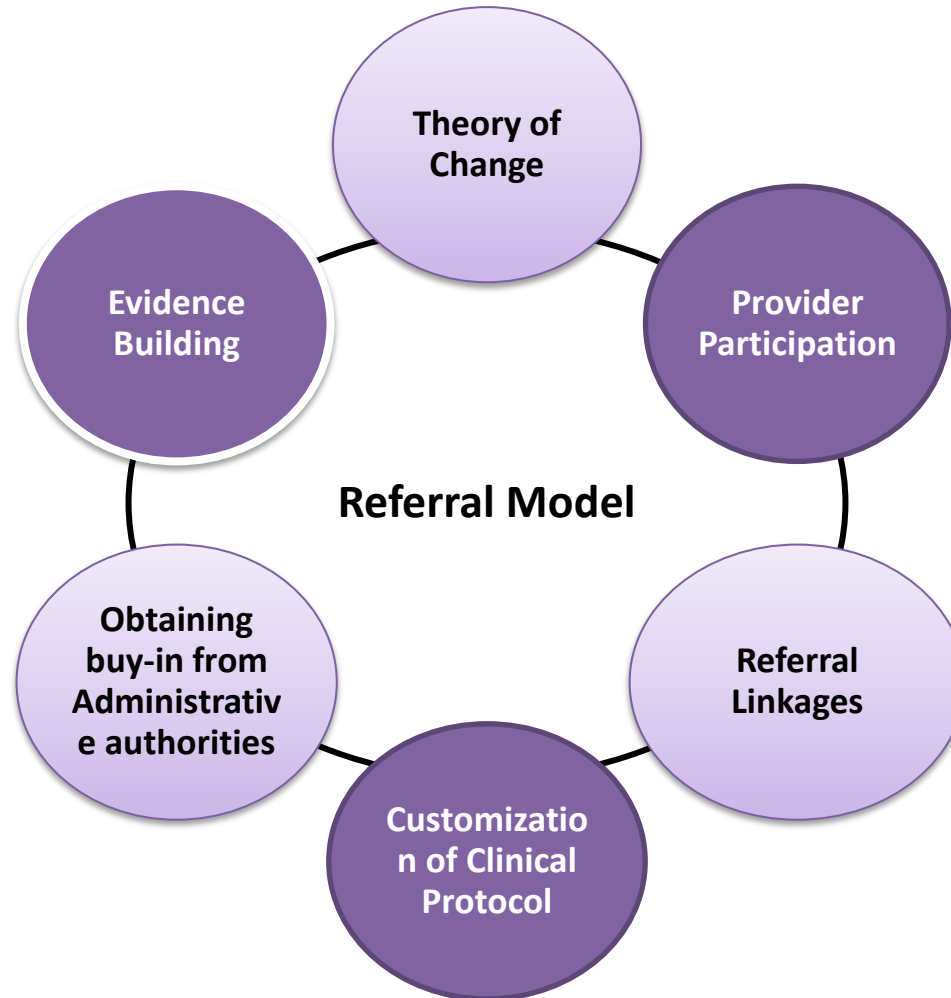 Theory of
Change
Evidence
Building
Provider
Participation
Referral Model
Obtaining
buy-in from
Administrativ
e authorities
Referral
Linkages
Customizatio
n of Clinical
Protocol